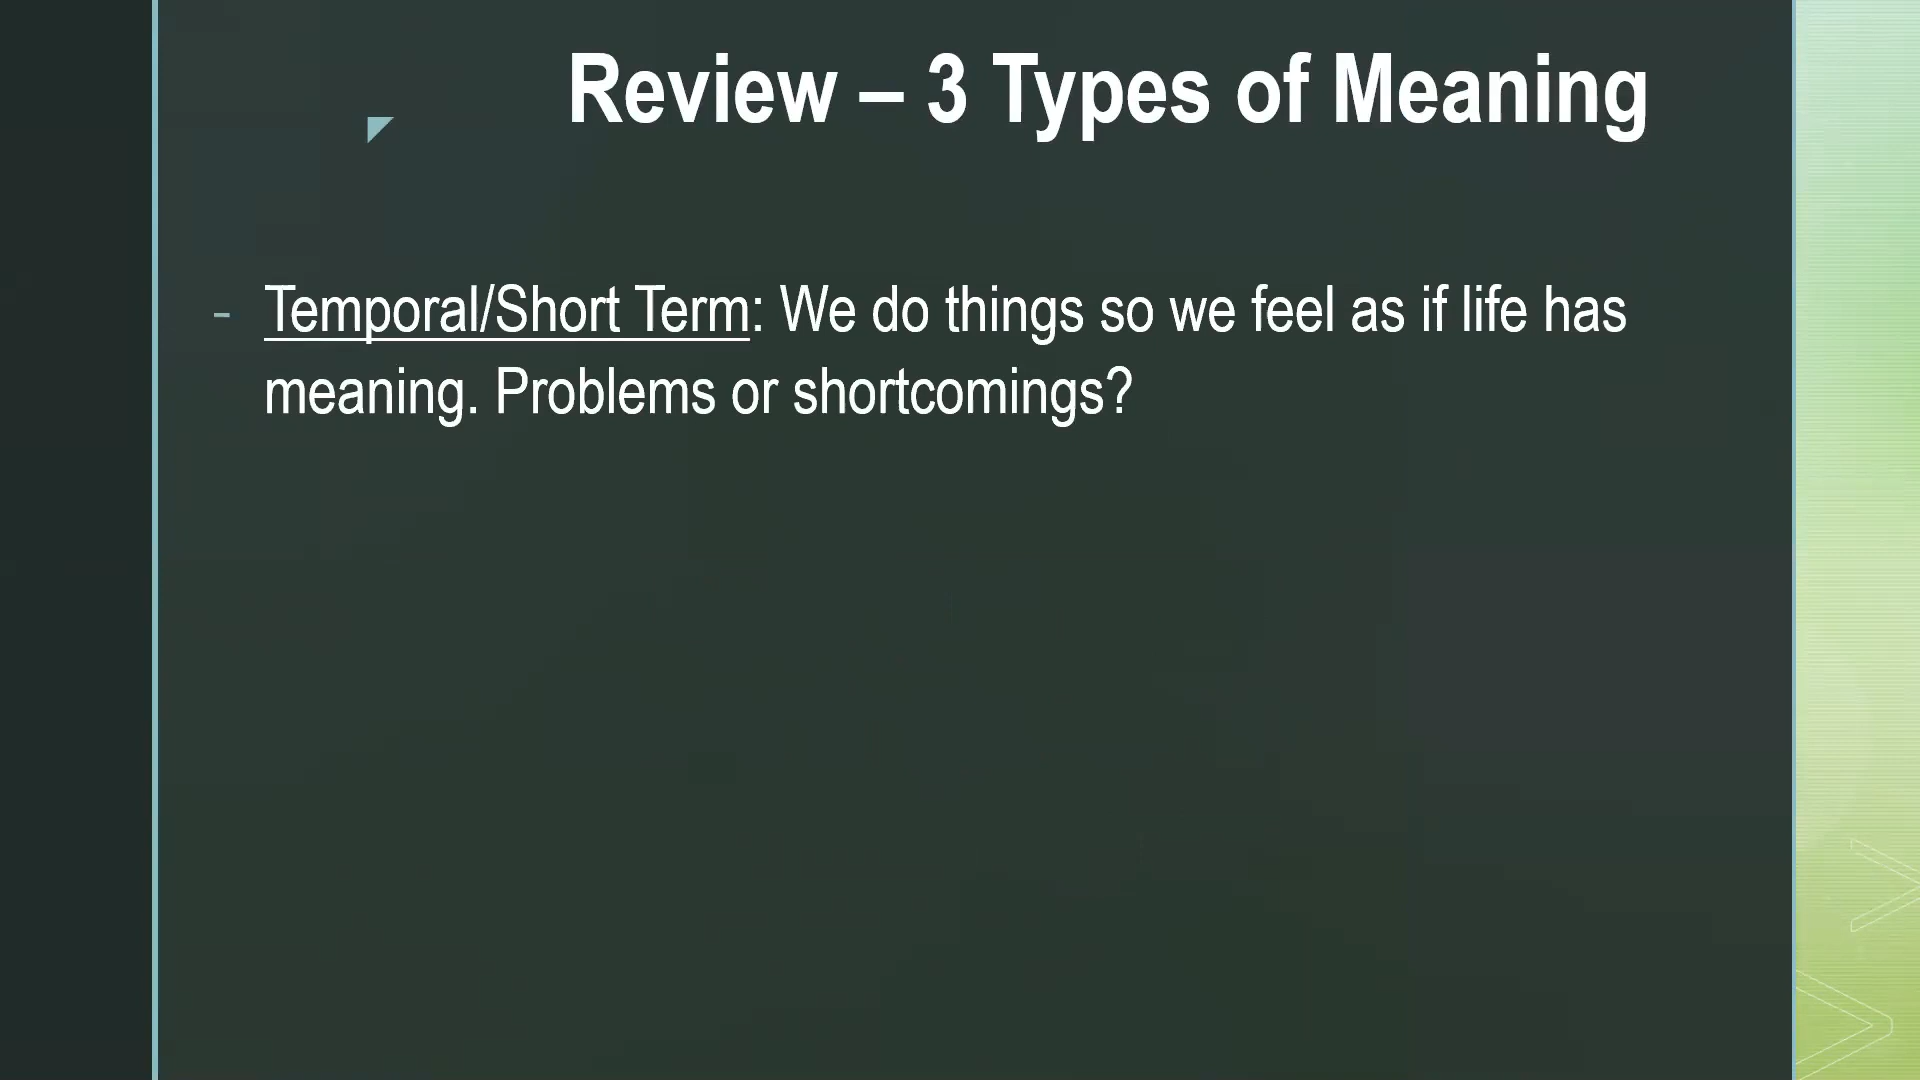 Review – 3 Types of Meaning
- Temporal/Short Term: We do things so we feel as if life has
meaning. Problems or shortcomings?